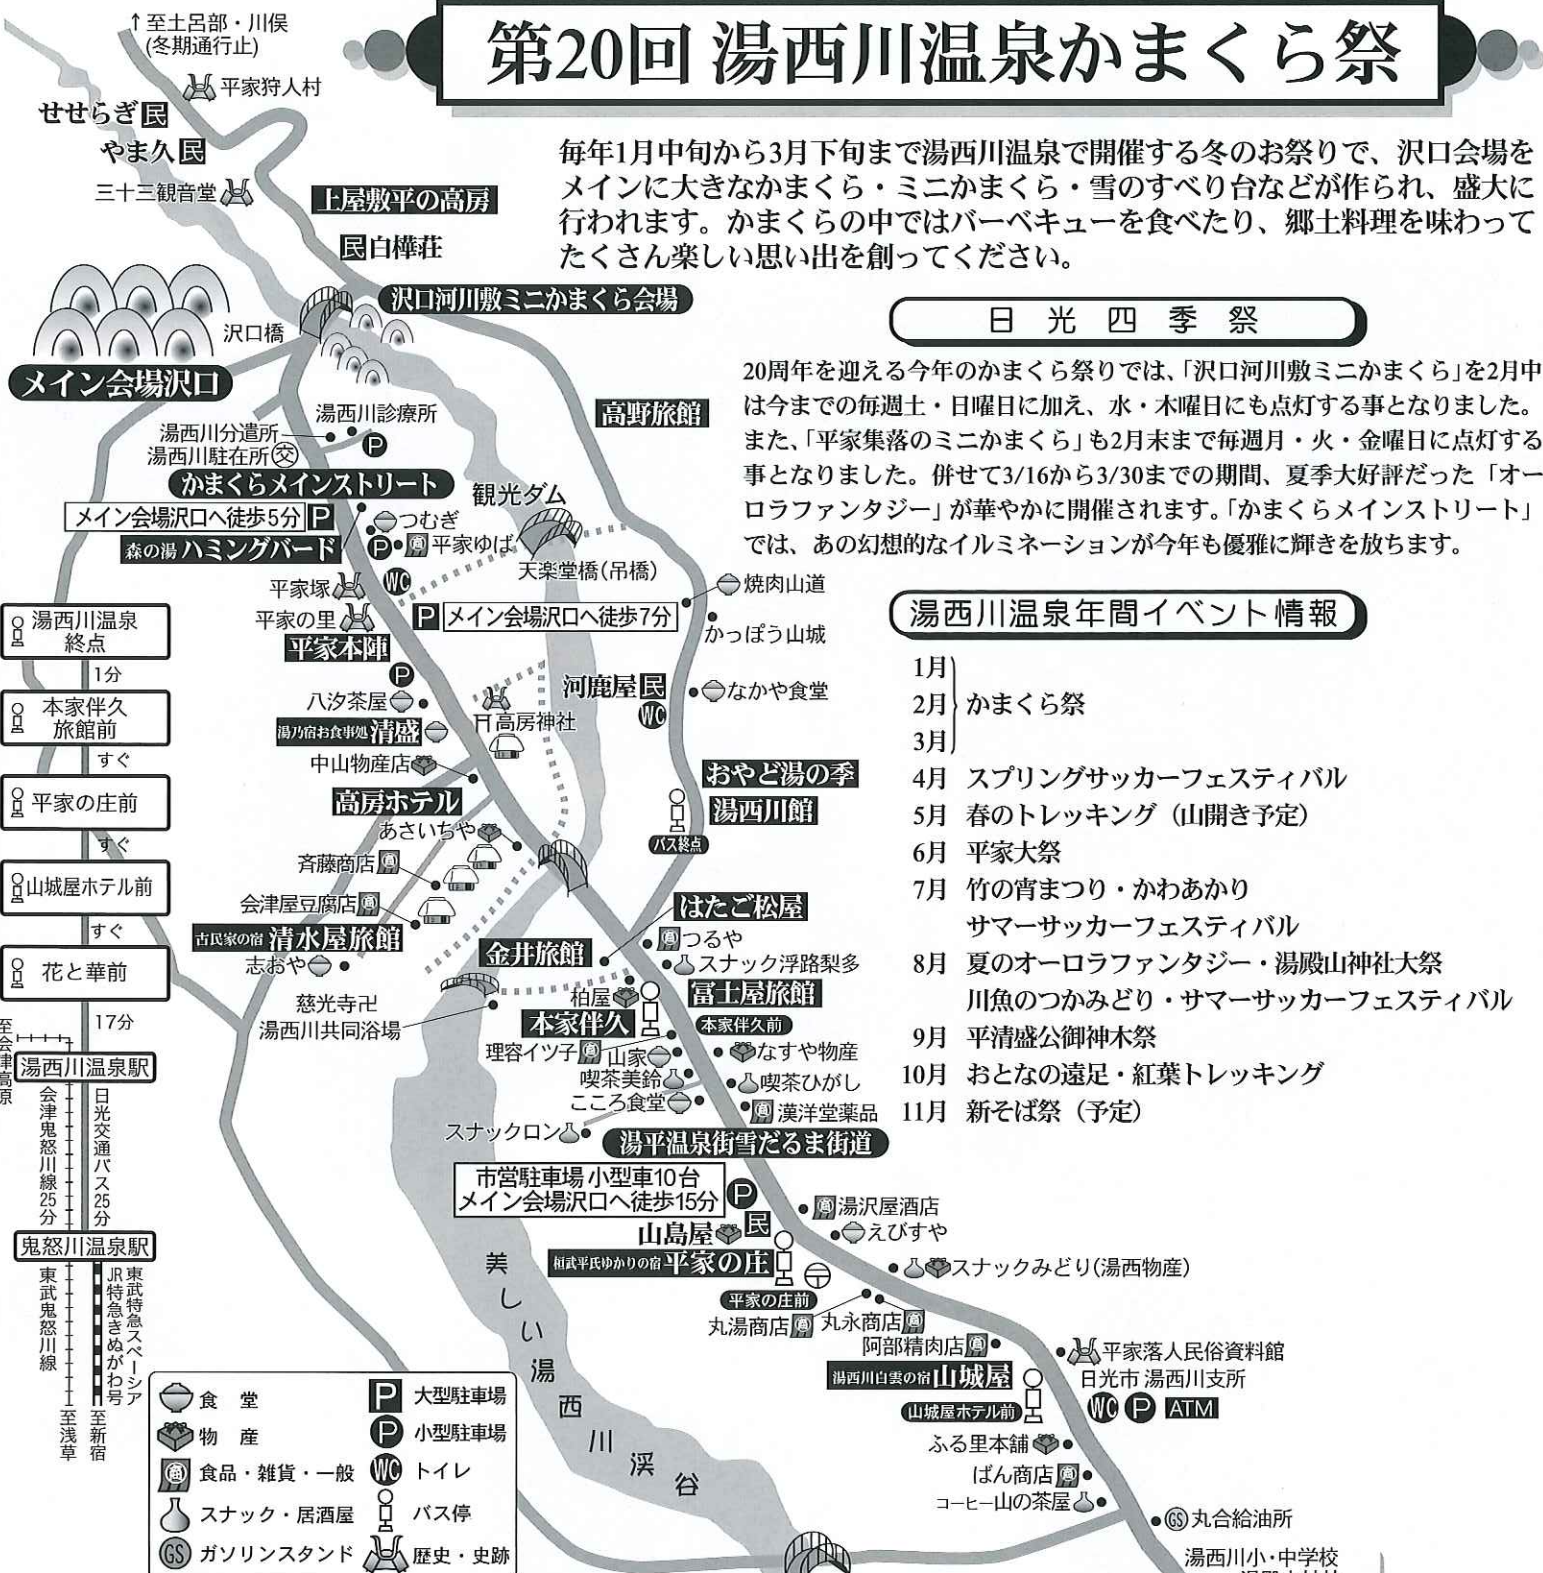 第20回 湯西川温泉かまくら祭
毎年1月中旬から3月下旬まで湯西川温泉で開催する冬のお祭りで、沢口会場を
メインに大きなかまくら・ミニかまくら・雪のすべり台などが作られ、盛大に
行われます。かまくらの中ではバーベキューを食べたり、郷土料理を味わって
たくさん楽しい思い出を創ってください。
日光四季祭
20周年を迎える今年のかまくら祭りでは、「沢口河川敷ミニかまくら」を2月中
は今までの毎週土・日曜日に加え、水・木曜日にも点灯する事となりました。
また、「平家集落のミニかまくら」も2月末まで毎週月・火・金曜日に点灯する
事となりました。併せて3/16から3/30までの期間、夏季大好評だった「オー
ロラファンタジー」が華やかに開催されます。「かまくらメインストリート」
では、あの幻想的なイルミネーションが今年も優雅に輝きを放ちます。
湯西川温泉年間イベント情報
1月
2月 かまくら祭
3月
4月 スプリングサッカーフェスティバル
5月 春のトレッキング（山開き予定）
6月 平家大祭
7月 竹の宵まつり・かわあかり
サマーサッカーフェスティバル
8月 夏のオーロラファンタジー・湯殿山神社大祭
川魚のつかみどり・サマーサッカーフェスティバル
9月 平清盛公御神木祭
10月 おとなの遠足・紅葉トレッキング
11月 新そば祭（予定）
↑至土呂部・川俣
(冬期通行止)
平家狩人村
せせらぎ民
やま久民
三十三観音堂
上屋敷平の高房
民白樺荘
沢口河川敷ミニかまくら会場
沢口橋
メイン会場沢口
湯西川診療所
湯西川分遣所
湯西川駐在所交
P
高野旅館
かまくらメインストリート
観光ダム
メイン会場沢口へ徒歩5分 P
つむぎ
森の湯 ハミングバード
P
平家ゆば
天楽堂橋(吊橋)
平家塚
WC
焼肉山道
平家の里
P メイン会場沢口へ徒歩7分
かっぽう山城
平家本陣
P
河鹿屋民
なかや食堂
WC
八汐茶屋
湯乃宿お食事処 清盛
高房神社
中山物産店
おやど湯の季
高房ホテル
湯西川館
あさいちや
バス終点
斉藤商店
会津屋豆腐店
はたご松屋
古民家の宿 清水屋旅館
金井旅館
つるや
志おや
スナック浮路梨多
慈光寺卍
柏屋
冨士屋旅館
湯西川共同浴場
本家伴久
本家伴久前
理容イツ子
山家
なすや物産
喫茶美鈴
喫茶ひがし
こころ食堂
漢洋堂薬品
スナックロン
湯平温泉街雪だるま街道
市営駐車場 小型車10台
メイン会場沢口へ徒歩15分
P
湯沢屋酒店
山島屋
民
えびすや
桓武平氏ゆかりの宿 平家の庄
スナックみどり(湯西物産)
平家の庄前
丸湯商店
丸永商店
阿部精肉店
平家落人民俗資料館
湯西川白雲の宿 山城屋
日光市 湯西川支所
山城屋ホテル前
WC P ATM
ふる里本舗
ばん商店
コーヒー山の茶屋
GS 丸合給油所
湯西川小・中学校
美しい湯西川渓谷
湯西川温泉
終点
1分
本家伴久
旅館前
すぐ
平家の庄前
すぐ
山城屋ホテル前
すぐ
花と華前
17分
至会津高原
湯西川温泉駅
会津鬼怒川線25分
日光交通バス25分
鬼怒川温泉駅
東武鬼怒川線
JR特急きぬがわ号
東武特急スペーシア
至浅草
至新宿
食堂
P 大型駐車場
物産
P 小型駐車場
食品・雑貨・一般
WC トイレ
スナック・居酒屋
バス停
GS ガソリンスタンド
歴史・史跡